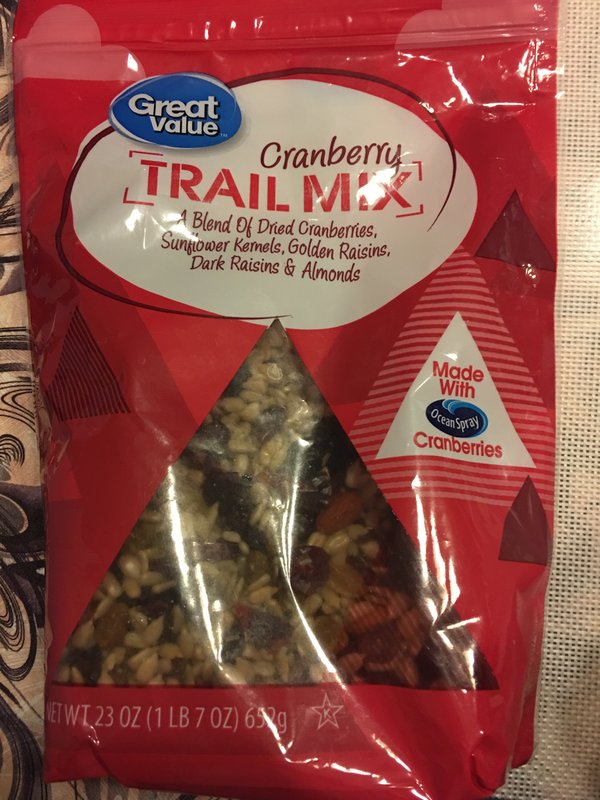 Great
Value™
Cranberry
TRAIL MIX
A Blend Of Dried Cranberries,
Sunflower Kernels, Golden Raisins,
Dark Raisins & Almonds
Made
With
Ocean Spray
Cranberries
NET WT. 23 OZ (1 LB 7 OZ) 652g
K